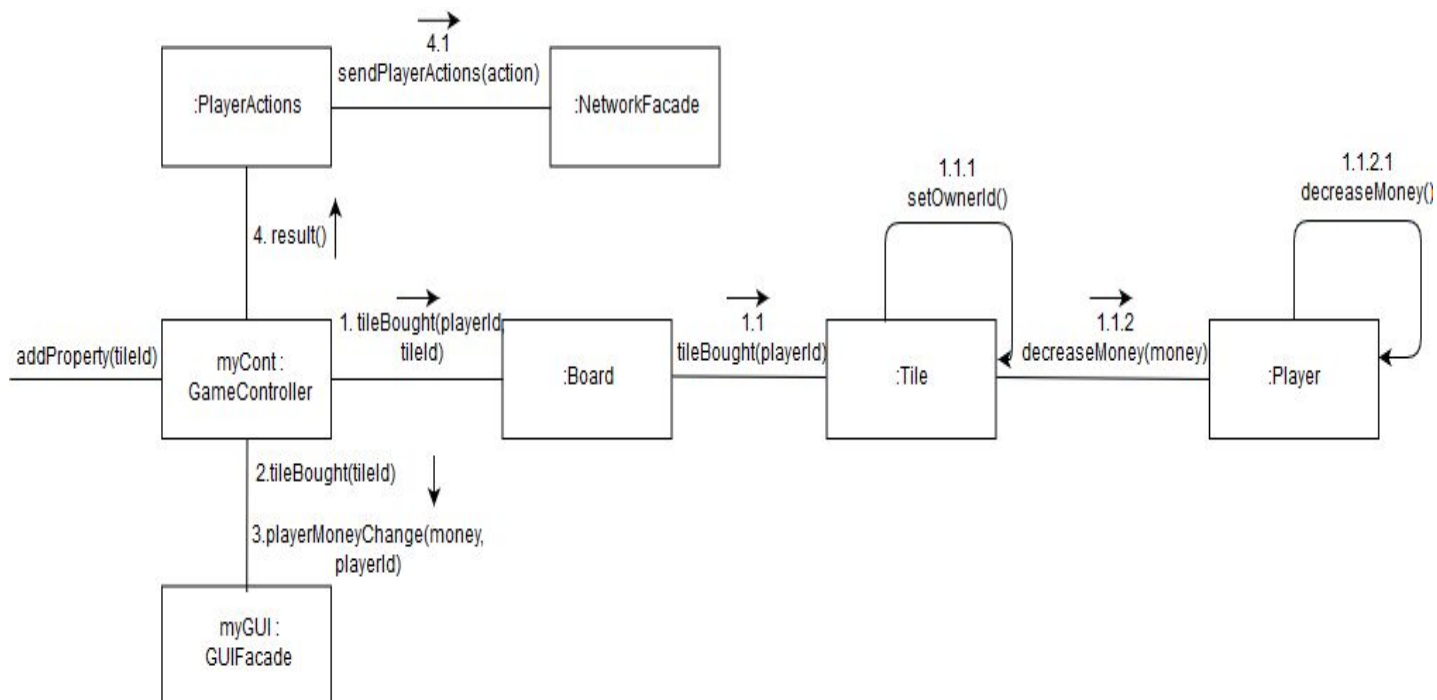 4.1
sendPlayerActions(action)
:PlayerActions
:NetworkFacade
1.1.1
setOwnerId()
1.1.2.1
decreaseMoney()
4. result()
addProperty(tileId)
myCont :
GameController
1. tileBought(playerId,
tileId)
:Board
1.1
tileBought(playerId)
:Tile
1.1.2
decreaseMoney(money)
:Player
2.tileBought(tileId)
3.playerMoneyChange(money,
playerId)
myGUI :
GUIFacade